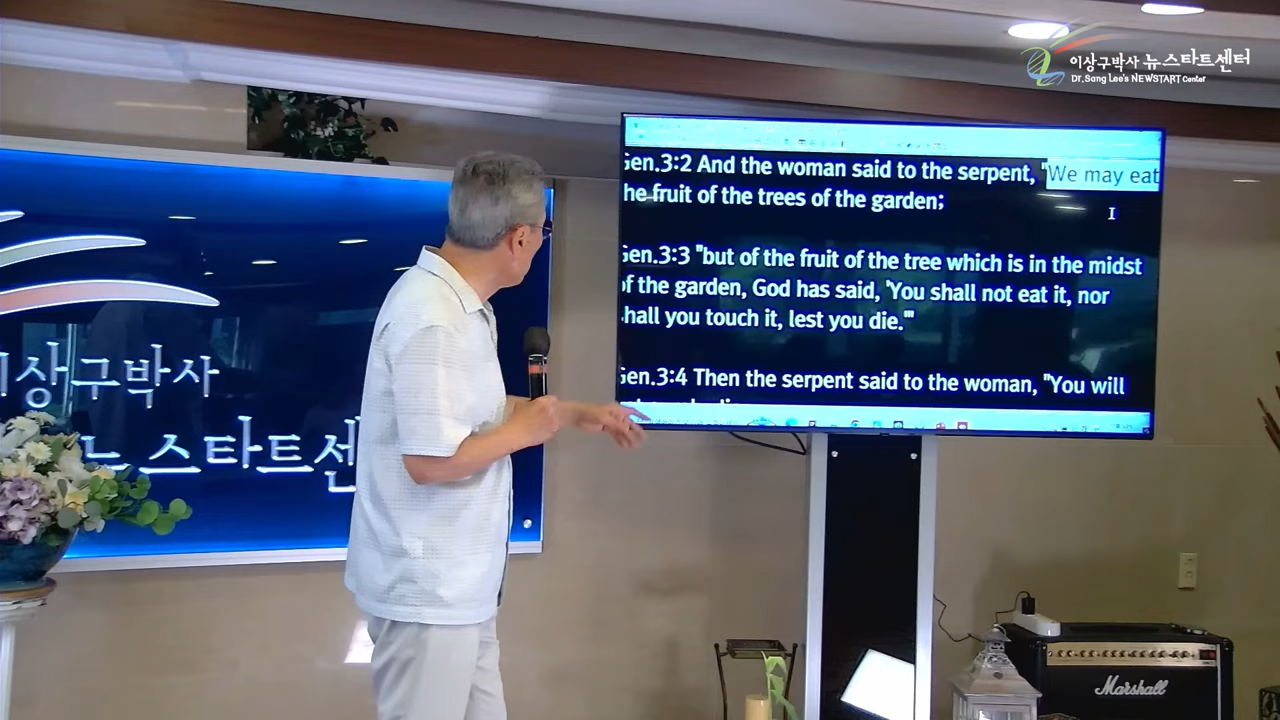 이상구박사 뉴스타트센터
Dr. Sang Lee's NEWSTART Center
Gen.3:2 And the woman said to the serpent, "We may eat
he fruit of the trees of the garden;
Gen.3:3 "but of the fruit of the tree which is in the midst
of the garden, God has said, 'You shall not eat it, nor
hall you touch it, lest you die.'"
Gen.3:4 Then the serpent said to the woman, "You will
이상구박사
뉴스타트센
Marshall